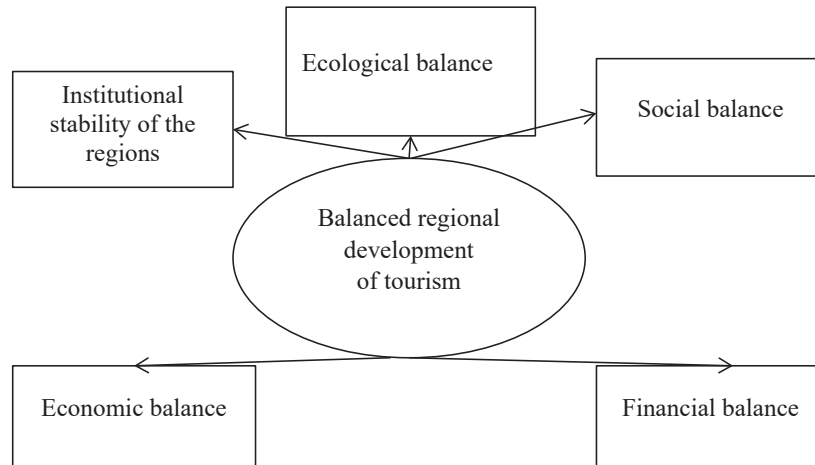 Ecological balance
Institutional
stability of the
regions
Social balance
Balanced regional
development
of tourism
Economic balance
Financial balance